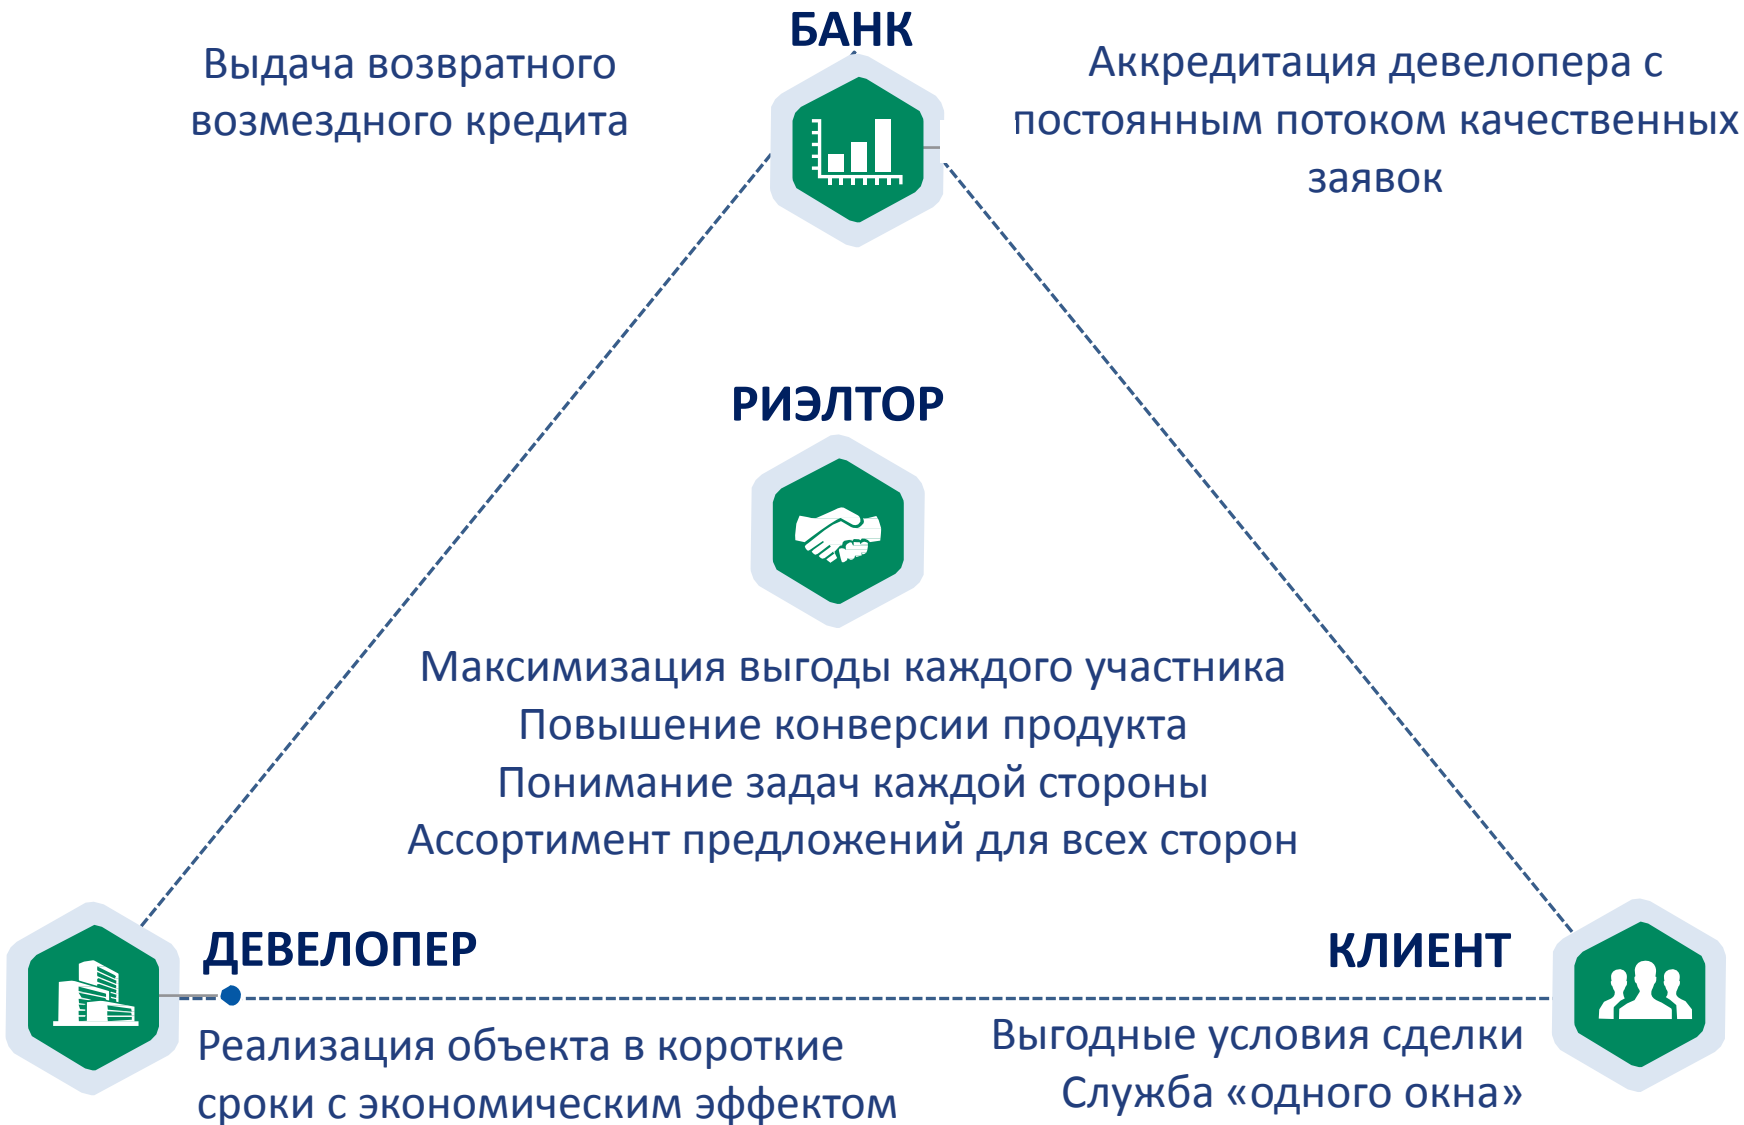 БАНК
Выдача возвратного
возмездного кредита
Аккредитация девелопера с
постоянным потоком качественных
заявок
РИЭЛТОР
Максимизация выгоды каждого участника
Повышение конверсии продукта
Понимание задач каждой стороны
Ассортимент предложений для всех сторон
ДЕВЕЛОПЕР
Реализация объекта в короткие
сроки с экономическим эффектом
КЛИЕНТ
Выгодные условия сделки
Служба «одного окна»